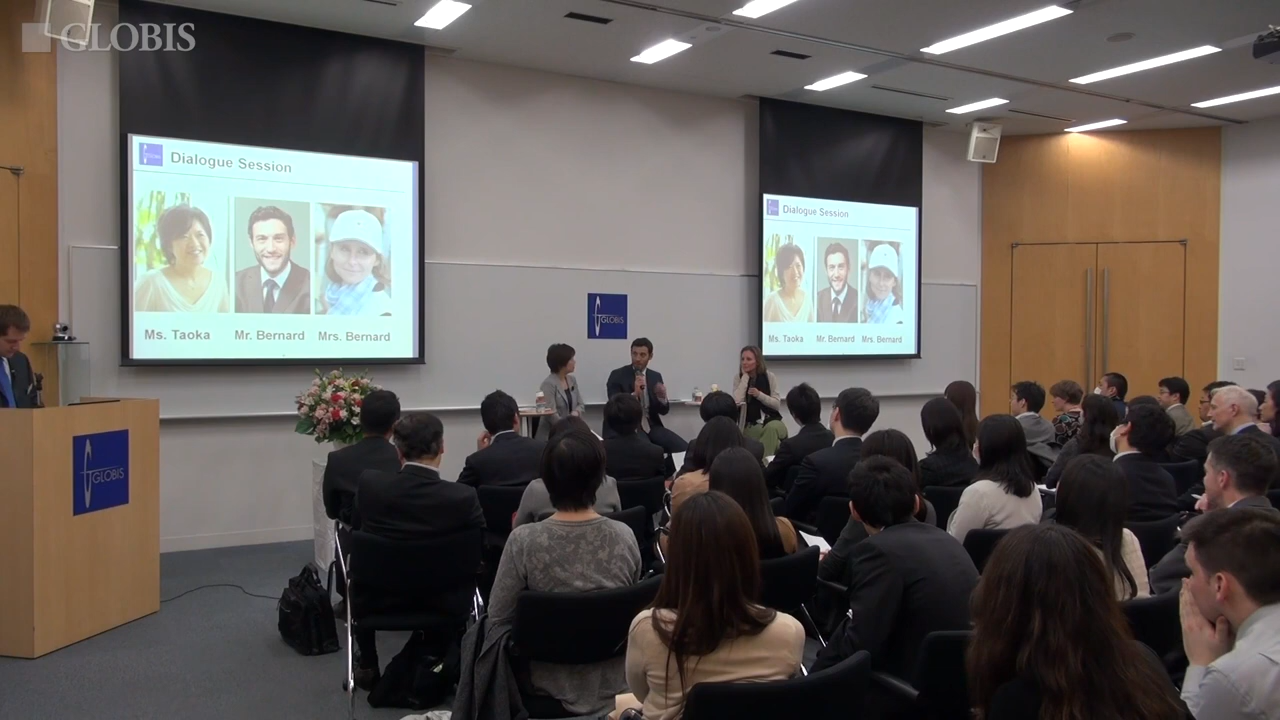 GLOBIS
Dialogue Session
Ms. Taoka Mr. Bernard Mrs. Bernard
Dialogue Session
Ms. Taoka Mr. Bernard Mrs. Bernard
GLOBIS
GLOBIS